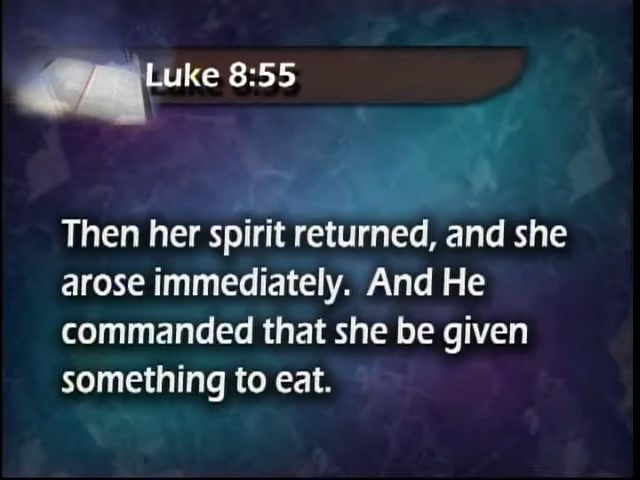 Luke 8:55
Then her spirit returned, and she
arose immediately.  And He
commanded that she be given
something to eat.